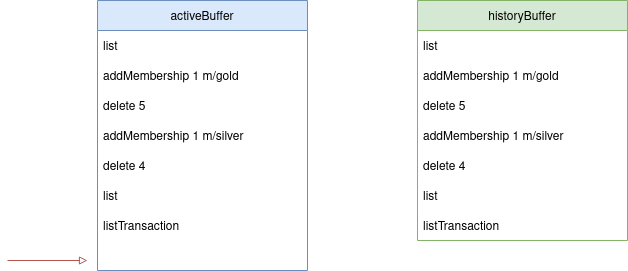 activeBuffer
list
addMembership 1 m/gold
delete 5
addMembership 1 m/silver
delete 4
list
listTransaction
historyBuffer
list
addMembership 1 m/gold
delete 5
addMembership 1 m/silver
delete 4
list
listTransaction